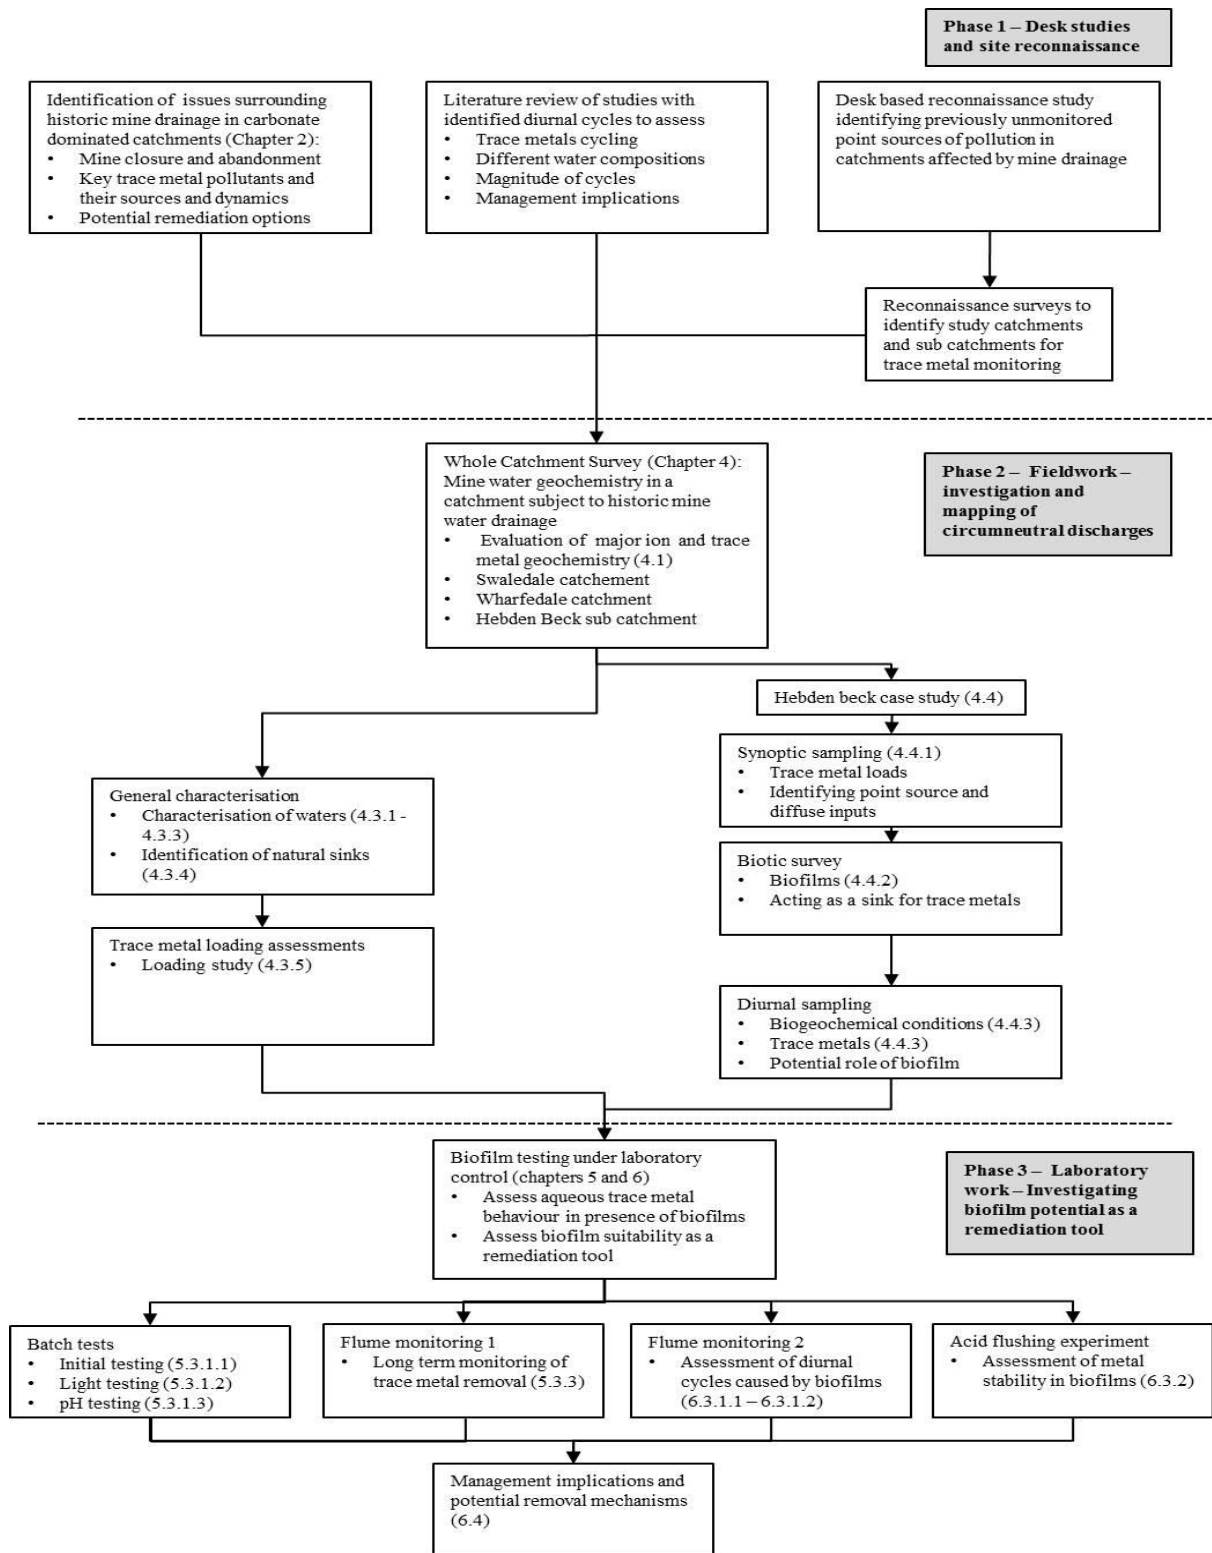 Phase 1 – Desk studies
and site reconnaissance
Identification of issues surrounding
historic mine drainage in carbonate
dominated catchments (Chapter 2):
• Mine closure and abandonment
• Key trace metal pollutants and
their sources and dynamics
• Potential remediation options
Literature review of studies with
identified diurnal cycles to assess
• Trace metals cycling
• Different water compositions
• Magnitude of cycles
• Management implications
Desk based reconnaissance study
identifying previously unmonitored
point sources of pollution in
catchments affected by mine drainage
Reconnaissance surveys to
identify study catchments
and sub catchments for
trace metal monitoring
Whole Catchment Survey (Chapter 4):
Mine water geochemistry in a
catchment subject to historic mine
water drainage
• Evaluation of major ion and trace
metal geochemistry (4.1)
• Swaledale catchement
• Wharfedale catchment
• Hebden Beck sub catchment
Phase 2 – Fieldwork –
investigation and
mapping of
circumneutral discharges
Hebden beck case study (4.4)
General characterisation
• Characterisation of waters (4.3.1 -
4.3.3)
• Identification of natural sinks
(4.3.4)
Trace metal loading assessments
• Loading study (4.3.5)
Synoptic sampling (4.4.1)
• Trace metal loads
• Identifying point source and
diffuse inputs
Biotic survey
• Biofilms (4.4.2)
• Acting as a sink for trace metals
Diurnal sampling
• Biogeochemical conditions (4.4.3)
• Trace metals (4.4.3)
• Potential role of biofilm
Biofilm testing under laboratory
control (chapters 5 and 6)
• Assess aqueous trace metal
behaviour in presence of biofilms
• Assess biofilm suitability as a
remediation tool
Phase 3 – Laboratory
work – Investigating
biofilm potential as a
remediation tool
Batch tests
• Initial testing (5.3.1.1)
• Light testing (5.3.1.2)
• pH testing (5.3.1.3)
Flume monitoring 1
• Long term monitoring of
trace metal removal (5.3.3)
Flume monitoring 2
• Assessment of diurnal
cycles caused by biofilms
(6.3.1.1 – 6.3.1.2)
Acid flushing experiment
• Assessment of metal
stability in biofilms (6.3.2)
Management implications and
potential removal mechanisms
(6.4)